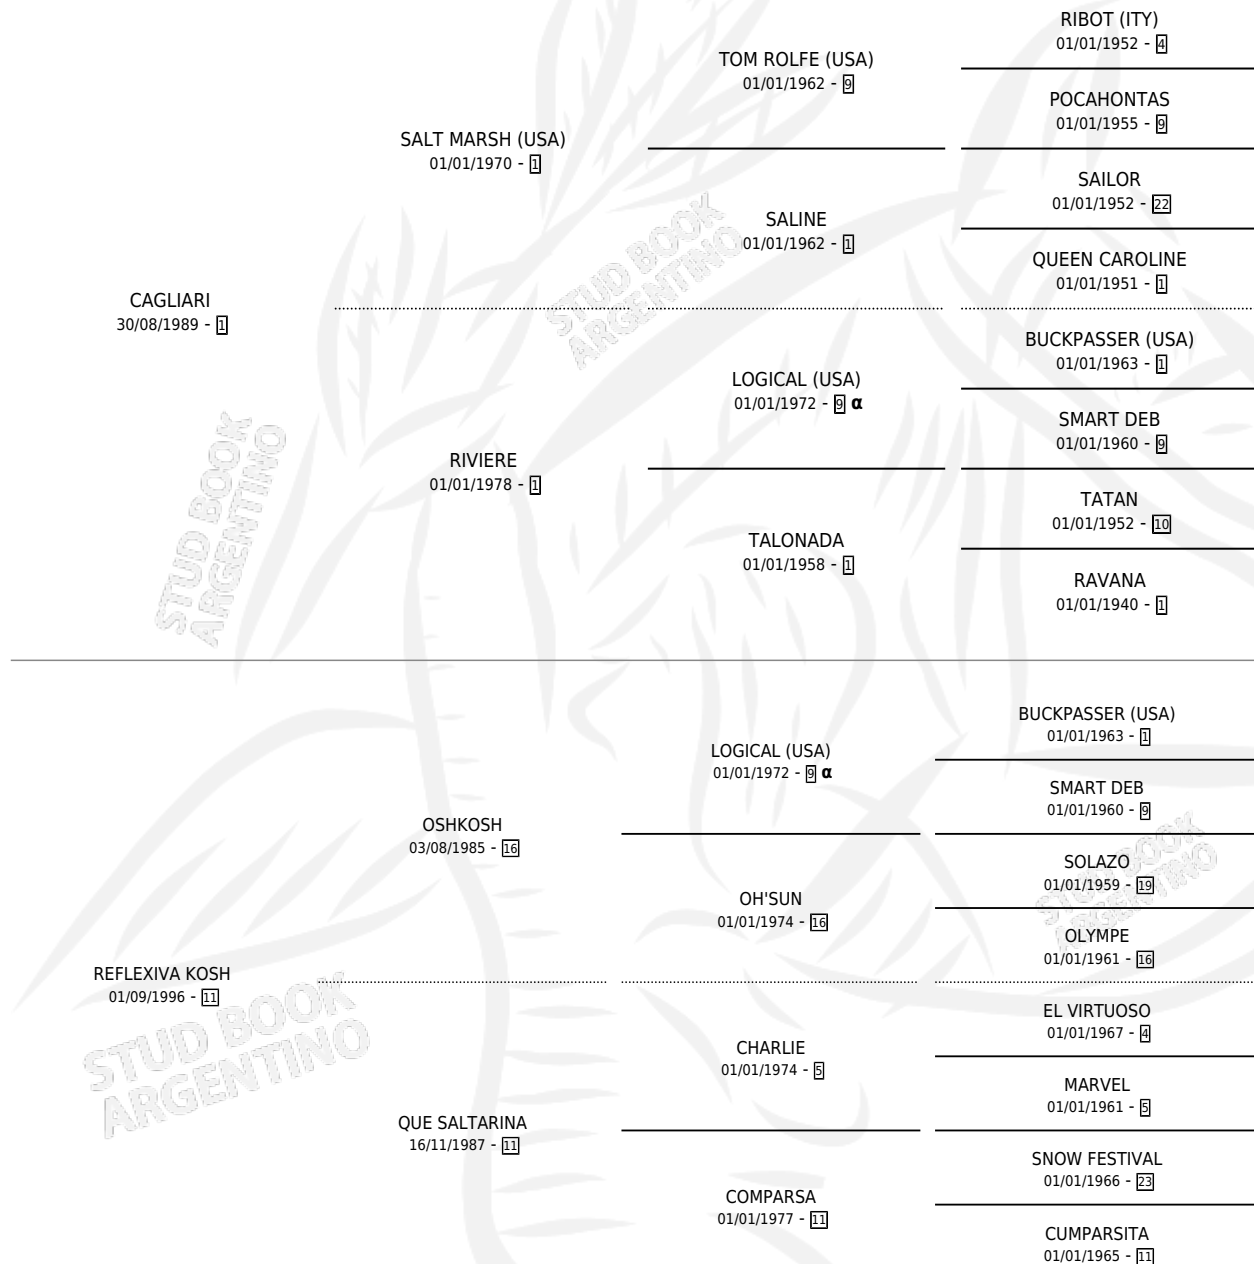 RIBOT (ITY)
01/01/1952 - 4
TOM ROLFE (USA)
01/01/1962 - 9
POCAHONTAS
01/01/1955 - 9
SALT MARSH (USA)
01/01/1970 - 1
SAILOR
01/01/1952 - 22
SALINE
01/01/1962 - 1
QUEEN CAROLINE
01/01/1951 - 1
CAGLIARI
30/08/1989 - 1
BUCKPASSER (USA)
01/01/1963 - 1
LOGICAL (USA)
01/01/1972 - 9 α
SMART DEB
01/01/1960 - 9
RIVIERE
01/01/1978 - 1
TATAN
01/01/1952 - 10
TALONADA
01/01/1958 - 1
RAVANA
01/01/1940 - 1
BUCKPASSER (USA)
01/01/1963 - 1
LOGICAL (USA)
01/01/1972 - 9 α
SMART DEB
01/01/1960 - 9
OSHKOSH
03/08/1985 - 16
SOLAZO
01/01/1959 - 19
OH'SUN
01/01/1974 - 16
OLYMPE
01/01/1961 - 16
REFLEXIVA KOSH
01/09/1996 - 11
EL VIRTUOSO
01/01/1967 - 4
CHARLIE
01/01/1974 - 5
MARVEL
01/01/1961 - 5
QUE SALTARINA
16/11/1987 - 11
SNOW FESTIVAL
01/01/1966 - 23
COMPARSA
01/01/1977 - 11
CUMPARSITA
01/01/1965 - 11
STUD BOOK
ARGENTINO
STUD BOOK
ARGENTINO
STUD BOOK
ARGENTINO
STUD BOOK
ARGENTINO